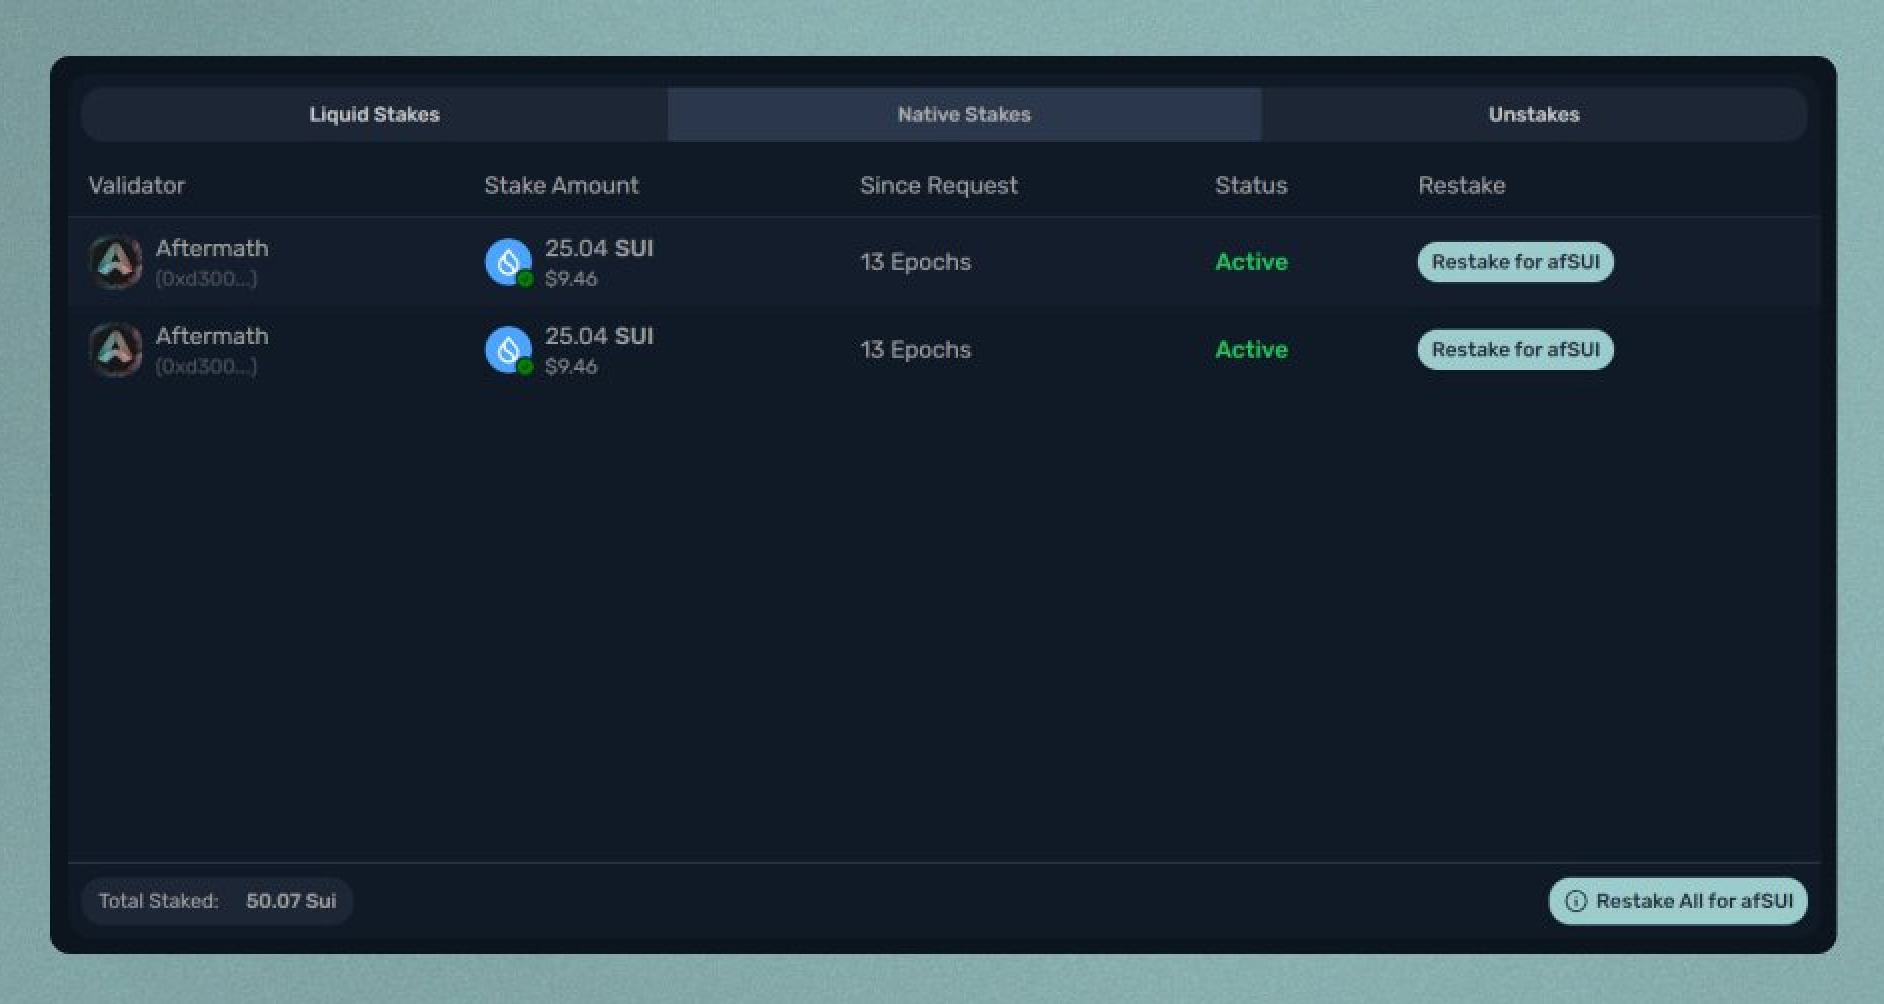 Liquid Stakes Native Stakes Unstakes
Validator Stake Amount Since Request Status Restake
Aftermath 25.04 SUI 13 Epochs Active Restake for afSUI
(0xd300...) $9.46
Aftermath 25.04 SUI 13 Epochs Active Restake for afSUI
(0xd300...) $9.46
Total Staked: 50.07 Sui Restake All for afSUI